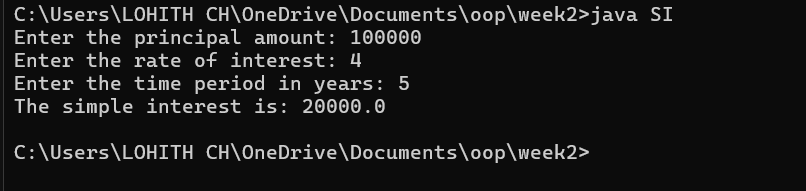 C:\Users\LOHITH CH\OneDrive\Documents\oop\week2>java SI
Enter the principal amount: 100000
Enter the rate of interest: 4
Enter the time period in years: 5
The simple interest is: 20000.0
C:\Users\LOHITH CH\OneDrive\Documents\oop\week2>